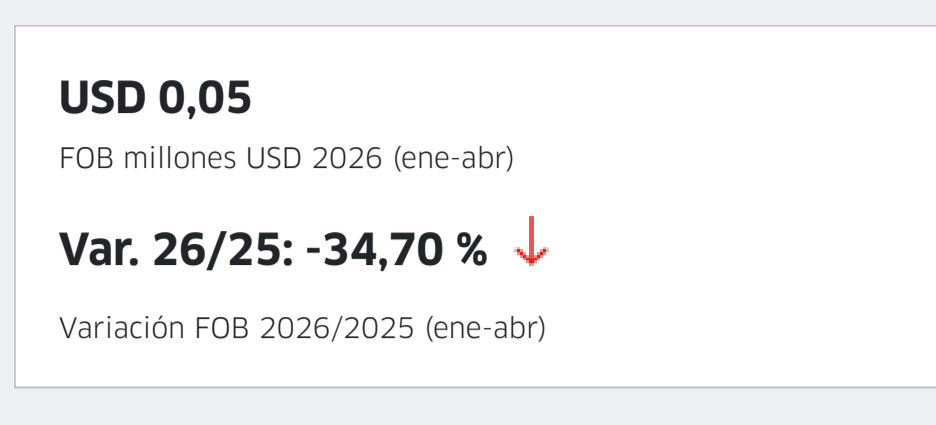 USD 0,05
FOB millones USD 2026 (ene-abr)
Var. 26/25: -34,70 %
Variación FOB 2026/2025 (ene-abr)